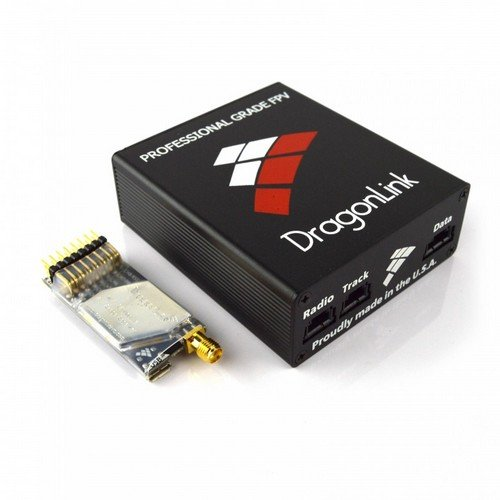 PROFESSIONAL GRADE FPV
DragonLink
Radio
Track
Data
Proudly made in the U.S.A.